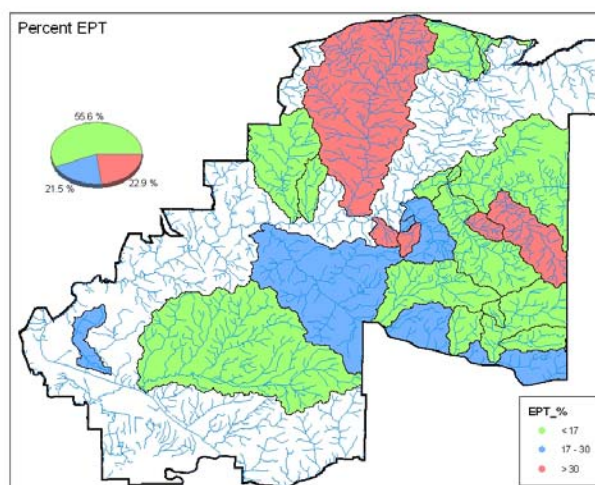 Percent EPT
55.6 %
21.5 %
22.9 %
EPT_%
<17
17 - 30
>30